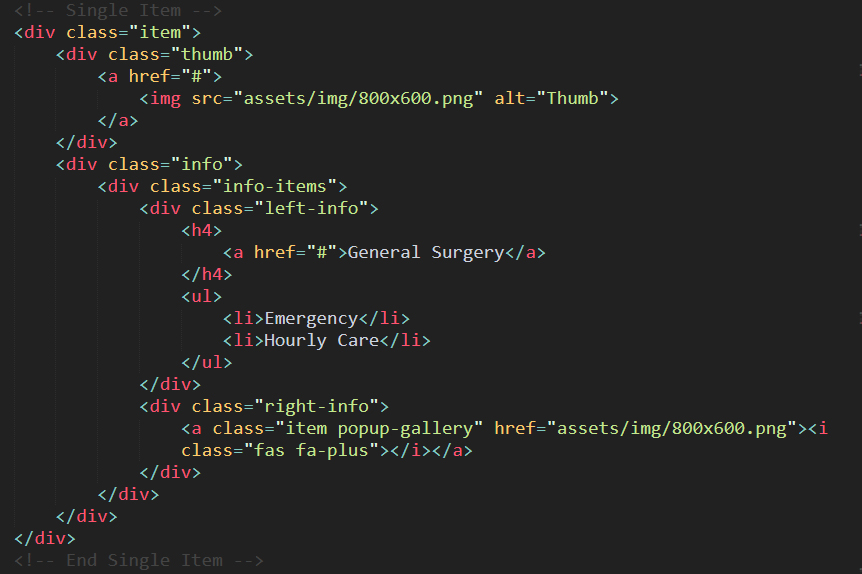 <!-- Single Item -->
<div class="item">
    <div class="thumb">
        <a href="#">
            <img src="assets/img/800x600.png" alt="Thumb">
        </a>
    </div>
    <div class="info">
        <div class="info-items">
            <div class="left-info">
                <h4>
                    <a href="#">General Surgery</a>
                </h4>
                <ul>
                    <li>Emergency</li>
                    <li>Hourly Care</li>
                </ul>
            </div>
            <div class="right-info">
                <a class="item popup-gallery" href="assets/img/800x600.png"><i
                class="fas fa-plus"></i></a>
            </div>
        </div>
    </div>
</div>
<!-- End Single Item -->